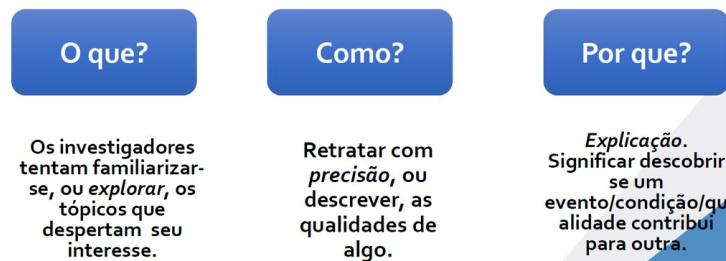 O que?
Os investigadores
tentam familiarizar-
se, ou explorar, os
tópicos que
despertam seu
interesse.
Como?
Retratar com
precisão, ou
descrever, as
qualidades de
algo.
Por que?
Explicação.
Significar descobrir
se um
evento/condição/qu
alidade contribui
para outra.